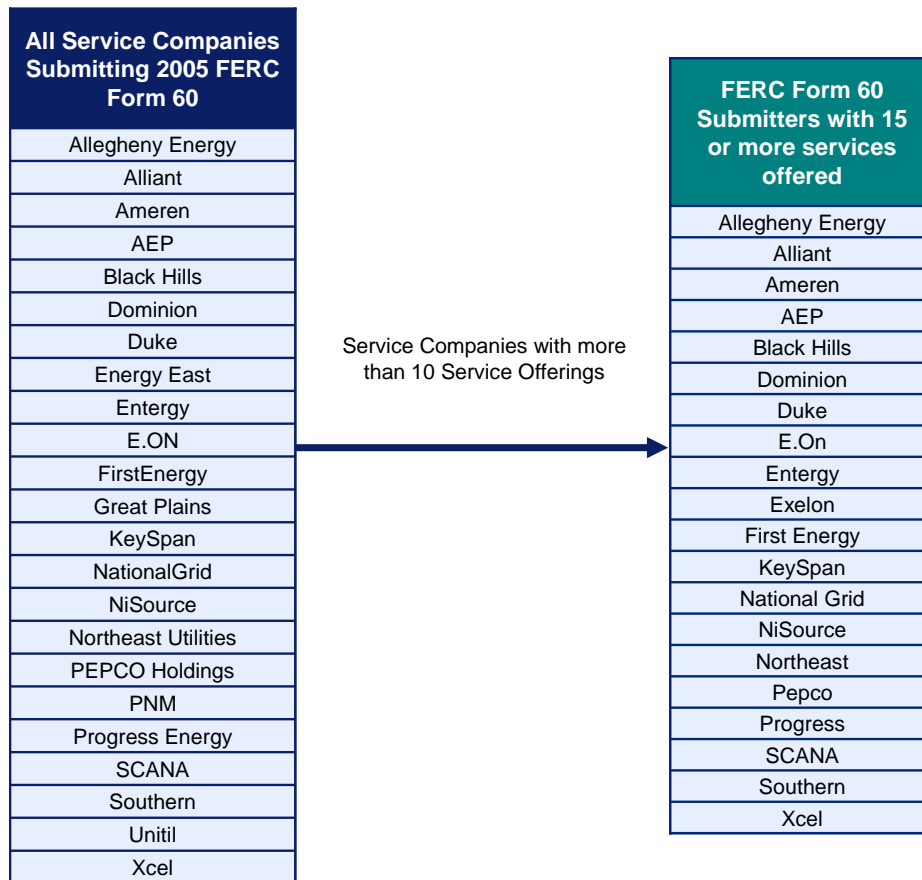 All Service Companies
Submitting 2005 FERC
Form 60
Allegheny Energy
Alliant
Ameren
AEP
Black Hills
Dominion
Duke
Energy East
Entergy
E.ON
FirstEnergy
Great Plains
KeySpan
NationalGrid
NiSource
Northeast Utilities
PEPCO Holdings
PNM
Progress Energy
SCANA
Southern
Unitil
Xcel
Service Companies with more
than 10 Service Offerings
FERC Form 60
Submitters with 15
or more services
offered
Allegheny Energy
Alliant
Ameren
AEP
Black Hills
Dominion
Duke
E.On
Entergy
Exelon
First Energy
KeySpan
National Grid
NiSource
Northeast
Pepco
Progress
SCANA
Southern
Xcel